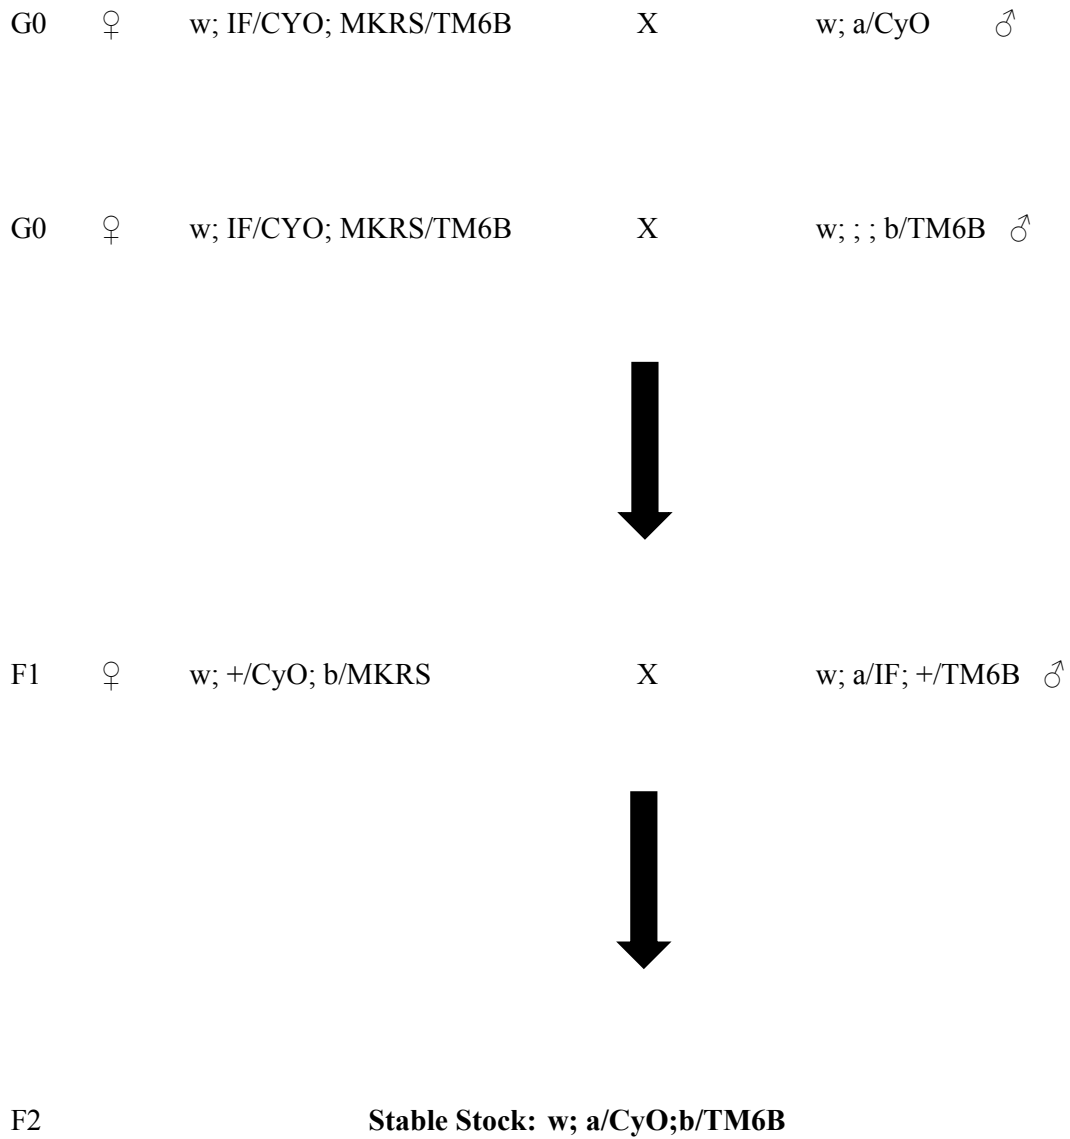 G0 ♀ w; IF/CYO; MKRS/TM6B X w; a/CyO ♂
G0 ♀ w; IF/CYO; MKRS/TM6B X w; ; ; b/TM6B ♂
F1 ♀ w; +/CyO; b/MKRS X w; a/IF; +/TM6B ♂
F2 Stable Stock: w; a/CyO;b/TM6B